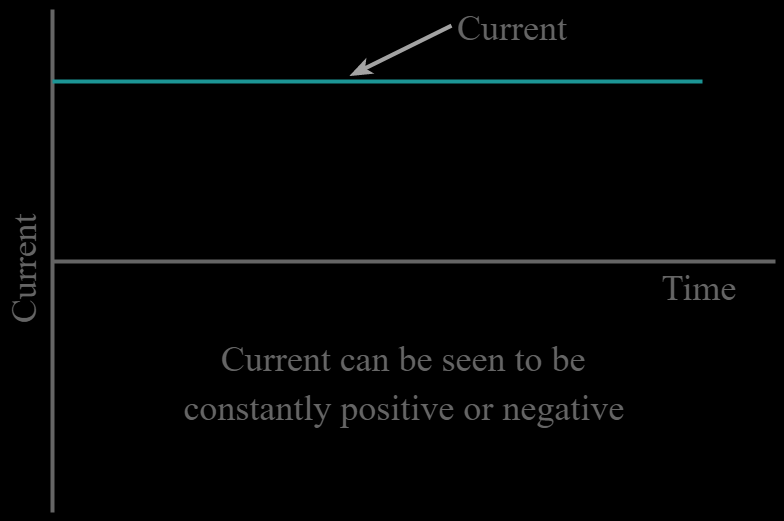 Current
Current
Time
Current can be seen to be
constantly positive or negative